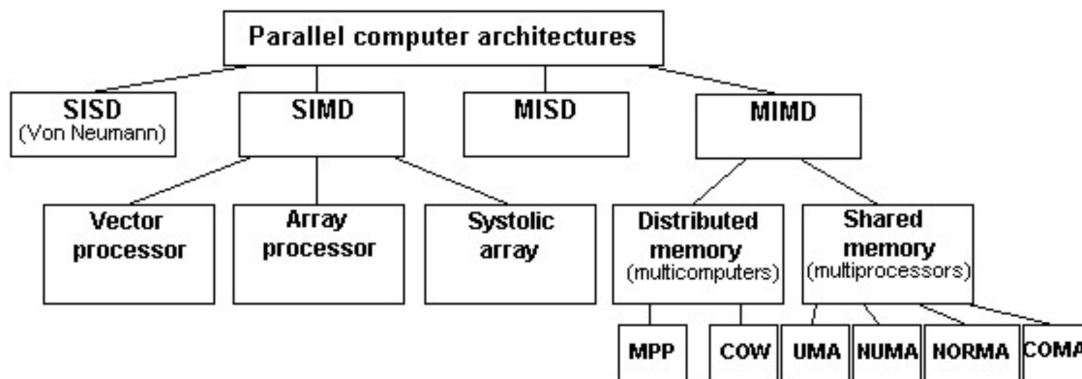 Parallel computer architectures
SISD
(Von Neumann)
SIMD
MISD
MIMD
Vector
processor
Array
processor
Systolic
array
Distributed
memory
(multicomputers)
Shared
memory
(multiprocessors)
MPP
COW
UMA
NUMA
NORMA
COMA